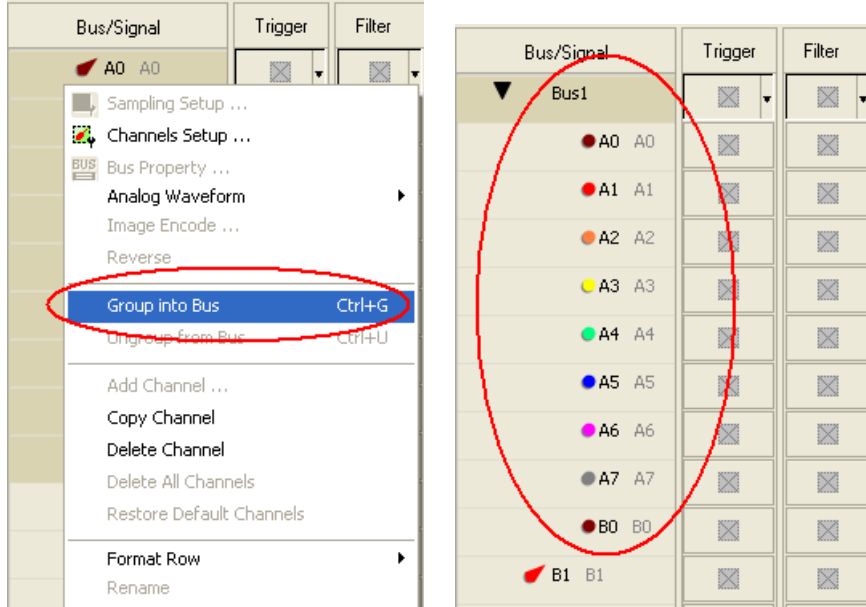 Bus/Signal Trigger Filter
A0 A0
Sampling Setup ...
Channels Setup ...
BUS Bus Property ...
Analog Waveform
Image Encode ...
Reverse
Group into Bus Ctrl+G
Ungroup from Bus Ctrl+U
Add Channel ...
Copy Channel
Delete Channel
Delete All Channels
Restore Default Channels
Format Row
Rename
Bus/Signal Trigger Filter
Bus1
A0 A0
A1 A1
A2 A2
A3 A3
A4 A4
A5 A5
A6 A6
A7 A7
B0 B0
B1 B1